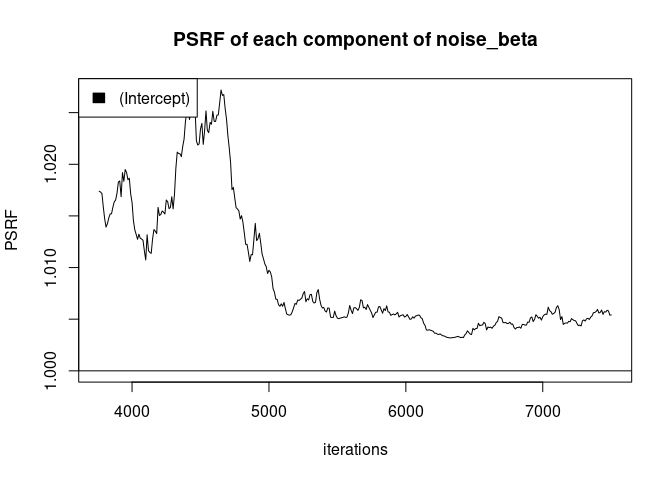 PSRF of each component of noise_beta
(Intercept)
PSRF
1.020
1.010
1.000
4000 5000 6000 7000
iterations